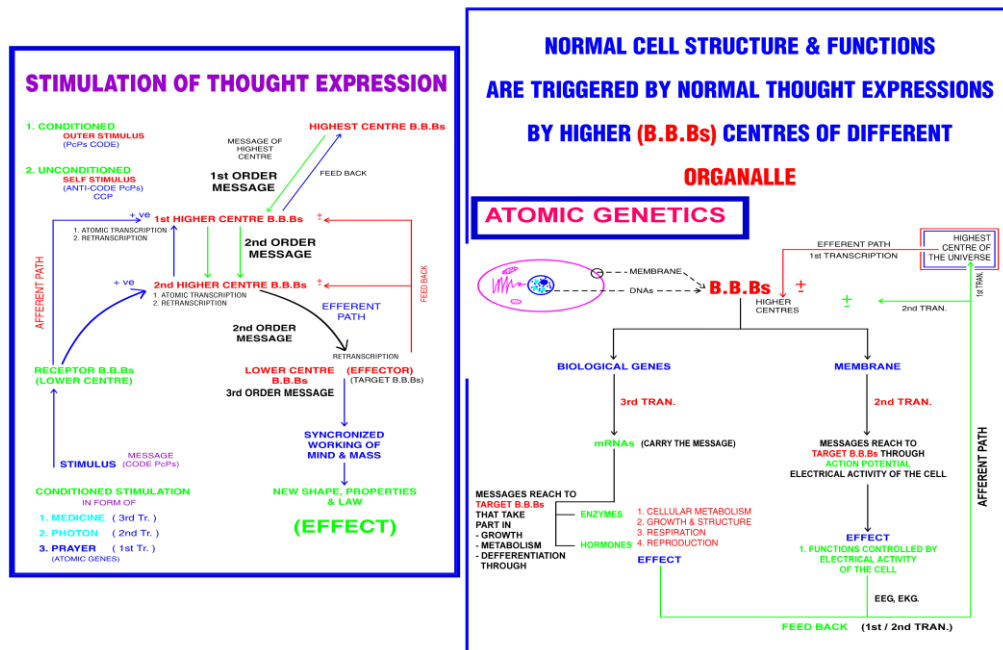 STIMULATION OF THOUGHT EXPRESSION
1. CONDITIONED
OUTER STIMULUS
(PcPs CODE)
2. UNCONDITIONED
SELF STIMULUS
(ANTI-CODE PcPs)
CCP
HIGHEST CENTRE B.B.Bs
MESSAGE OF
HIGHEST
CENTRE
1st ORDER
MESSAGE
FEED BACK
+ ve
1st HIGHER CENTRE B.B.Bs
±
1. ATOMIC TRANSCRIPTION
2. RETRANSCRIPTION
2nd ORDER
MESSAGE
+ ve
2nd HIGHER CENTRE B.B.Bs
±
1. ATOMIC TRANSCRIPTION
2. RETRANSCRIPTION
EFFERENT
PATH
AFFERENT PATH
FEED BACK
2nd ORDER
MESSAGE
RETRANSCRIPTION
RECEPTOR B.B.Bs
(LOWER CENTRE)
LOWER CENTRE (EFFECTOR)
B.B.Bs (TARGET B.B.Bs)
3rd ORDER MESSAGE
STIMULUS
MESSAGE
(CODE PcPs)
SYNCRONIZED
WORKING OF
MIND & MASS
CONDITIONED STIMULATION
IN FORM OF
1. MEDICINE ( 3rd Tr. )
2. PHOTON ( 2nd Tr. )
3. PRAYER ( 1st Tr. )
(ATOMIC GENES)
NEW SHAPE, PROPERTIES
& LAW
(EFFECT)
NORMAL CELL STRUCTURE & FUNCTIONS
ARE TRIGGERED BY NORMAL THOUGHT EXPRESSIONS
BY HIGHER (B.B.Bs) CENTRES OF DIFFERENT
ORGANALLE
ATOMIC GENETICS
EFFERENT PATH
1st TRANSCRIPTION
HIGHEST
CENTRE OF
THE UNIVERSE
MEMBRANE
DNAs
B.B.Bs
±
HIGHER
CENTRES
±
2nd TRAN.
1st TRAN.
BIOLOGICAL GENES
MEMBRANE
3rd TRAN.
2nd TRAN.
mRNAs (CARRY THE MESSAGE)
MESSAGES REACH TO
TARGET B.B.Bs THROUGH
ACTION POTENTIAL
ELECTRICAL ACTIVITY OF THE CELL
AFFERENT PATH
MESSAGES REACH TO
TARGET B.B.Bs
THAT TAKE
PART IN
- GROWTH
- METABOLISM
- DEFFERENTIATION
THROUGH
ENZYMES
HORMONES
1. CELLULAR METABOLISM
2. GROWTH & STRUCTURE
3. RESPIRATION
4. REPRODUCTION
EFFECT
EFFECT
1. FUNCTIONS CONTROLLED BY
ELECTRICAL ACTIVITY
OF THE CELL
EEG, EKG.
FEED BACK (1st / 2nd TRAN.)